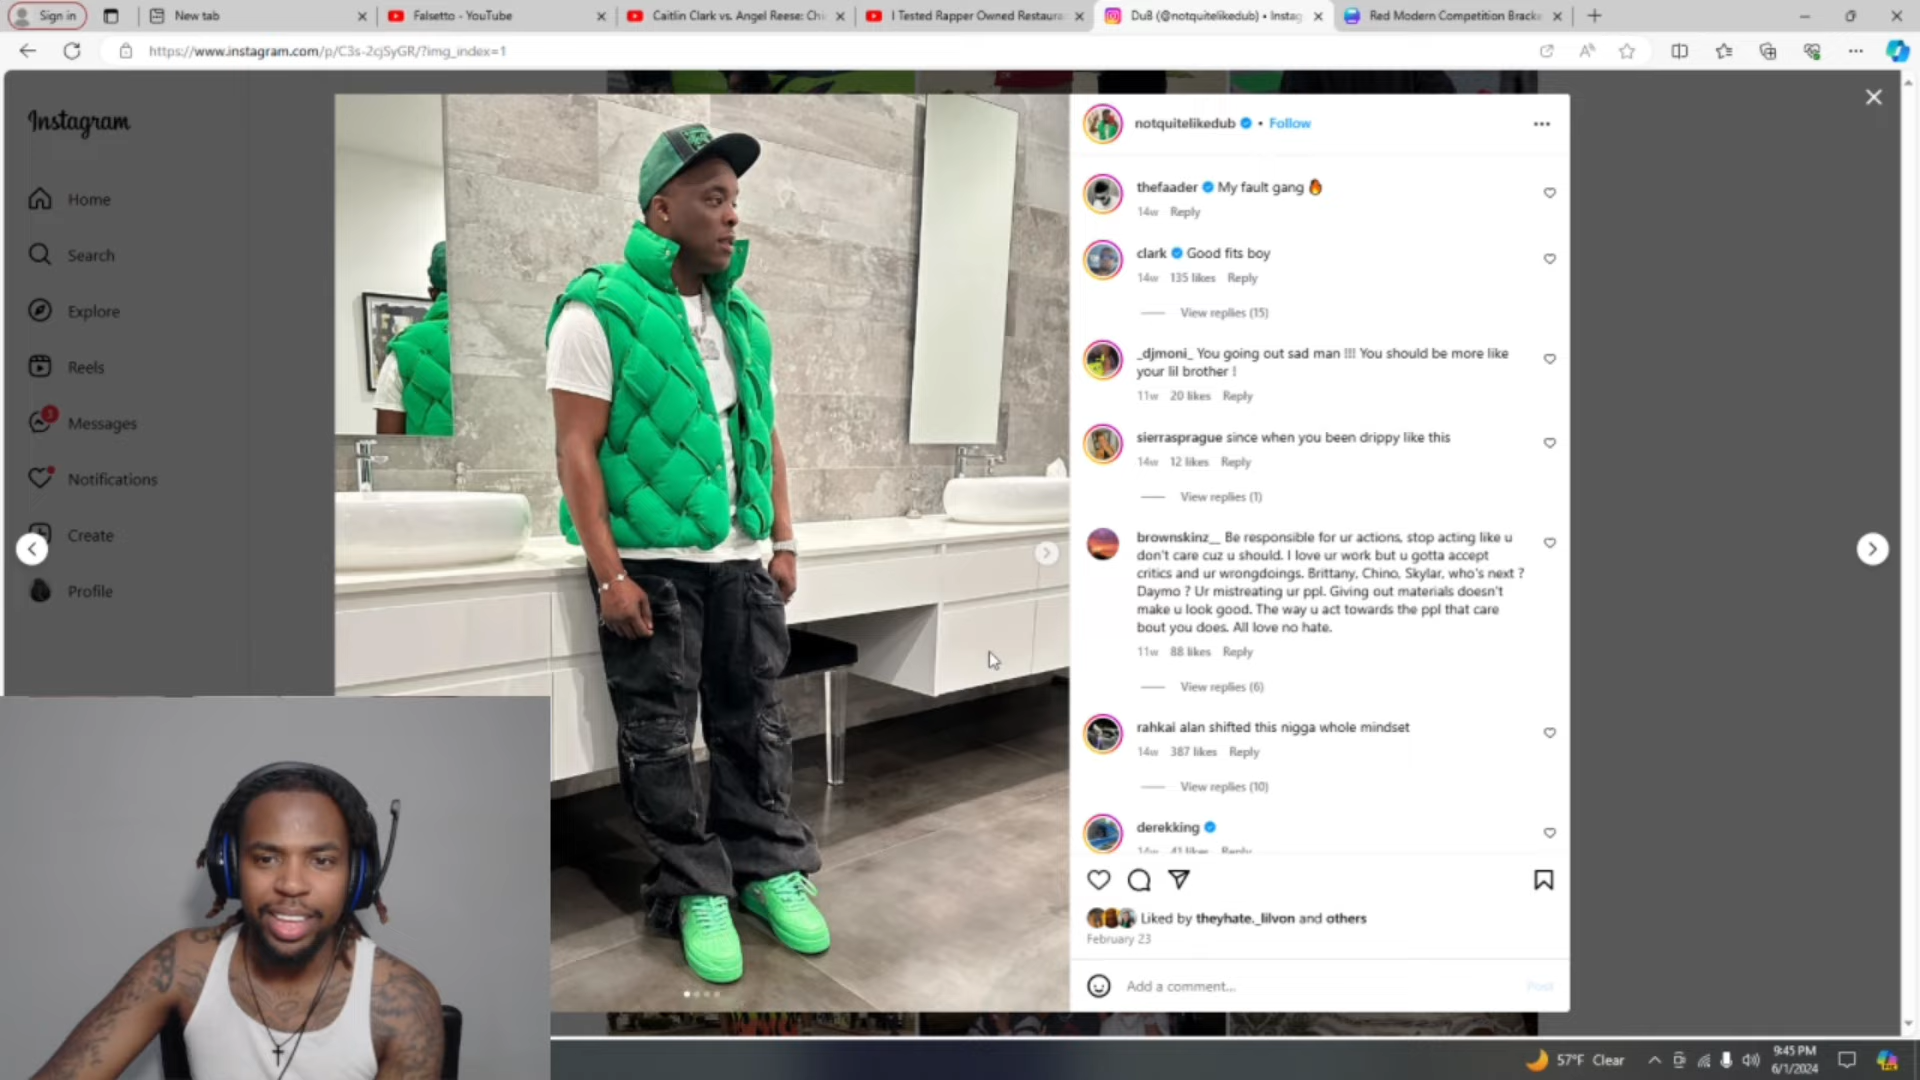 Sign in
New tab
Falsetto - YouTube
Caitlin Clark vs. Angel Reese: Chi
I Tested Rapper Owned Restaura
DuB (@notquitelikedub) • Instag
Red Modern Competition Bracke
https://www.instagram.com/p/C3s-2cjSyGR/?img_index=1
Instagram
Home
Search
Explore
Reels
3
Messages
Notifications
Create
Profile
notquitelikedub • Follow
thefaader My fault gang 🔥
14w Reply
clark Good fits boy
14w 135 likes Reply
View replies (15)
_djmoni_ You going out sad man !!! You should be more like
your lil brother !
11w 20 likes Reply
sierrasprague since when you been drippy like this
14w 12 likes Reply
View replies (1)
brownskinz__ Be responsible for ur actions, stop acting like u
don't care cuz u should. I love ur work but u gotta accept
critics and ur wrongdoings. Brittany, Chino, Skylar, who's next ?
Daymo ? Ur mistreating ur ppl. Giving out materials doesn't
make u look good. The way u act towards the ppl that care
bout you does. All love no hate.
11w 88 likes Reply
View replies (6)
rahkai alan shifted this nigga whole mindset
14w 387 likes Reply
View replies (10)
derekking
14w 41 likes Reply
Liked by theyhate._lilvon and others
February 23
Add a comment...
Post
57°F Clear
9:45 PM
6/1/2024